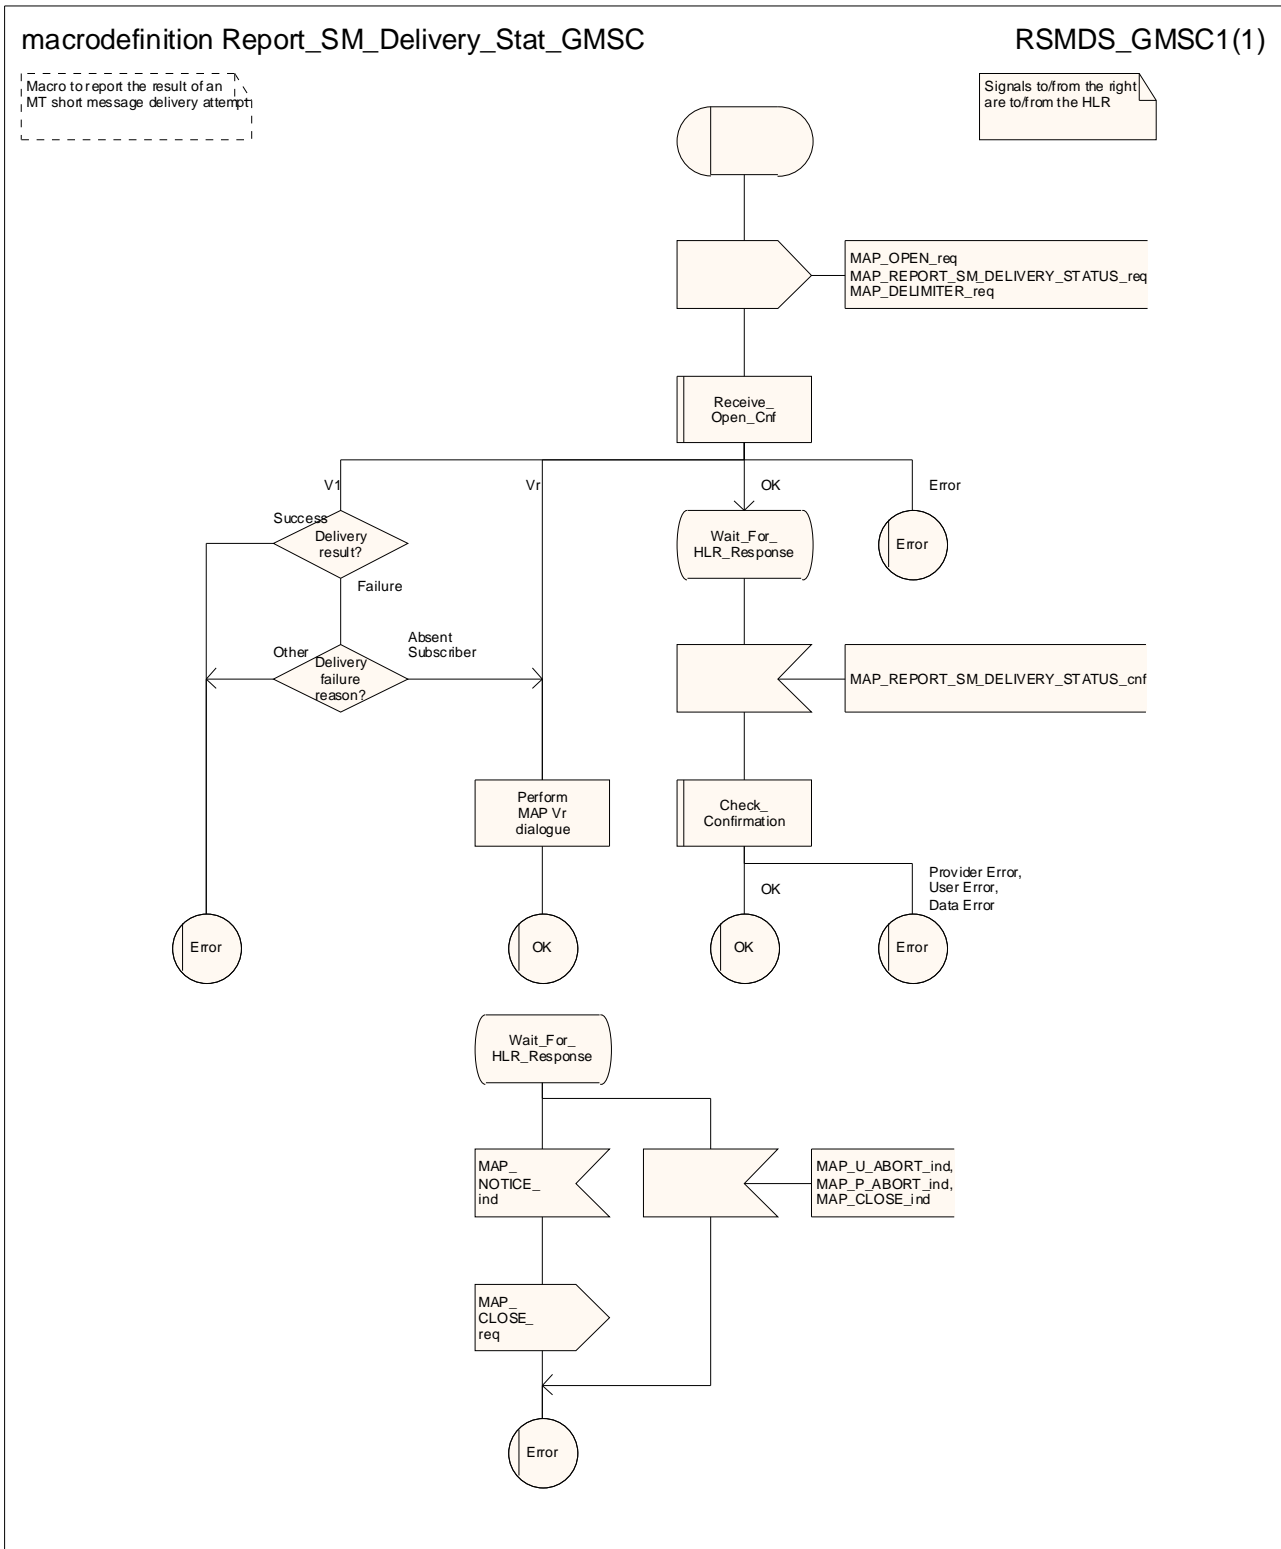 macrodefinition Report_SM_Delivery_Stat_GMSC
RSMDS_GMSC1(1)
Macro to report the result of an
MT short message delivery attempt
Signals to/from the right
are to/from the HLR
MAP_OPEN_req
MAP_REPORT_SM_DELIVERY_STATUS_req
MAP_DELIMITER_req
Receive_
Open_Cnf
V1
Vr
OK
Error
Success
Delivery
result?
Wait_For_
HLR_Response
Error
Failure
Other
Absent
Subscriber
Delivery
failure
reason?
MAP_REPORT_SM_DELIVERY_STATUS_cnf
Perform
MAP Vr
dialogue
Check_
Confirmation
OK
Provider Error,
User Error,
Data Error
Error
OK
OK
Error
Wait_For_
HLR_Response
MAP_
NOTICE_
ind
MAP_U_ABORT_ind,
MAP_P_ABORT_ind,
MAP_CLOSE_ind
MAP_
CLOSE_
req
Error